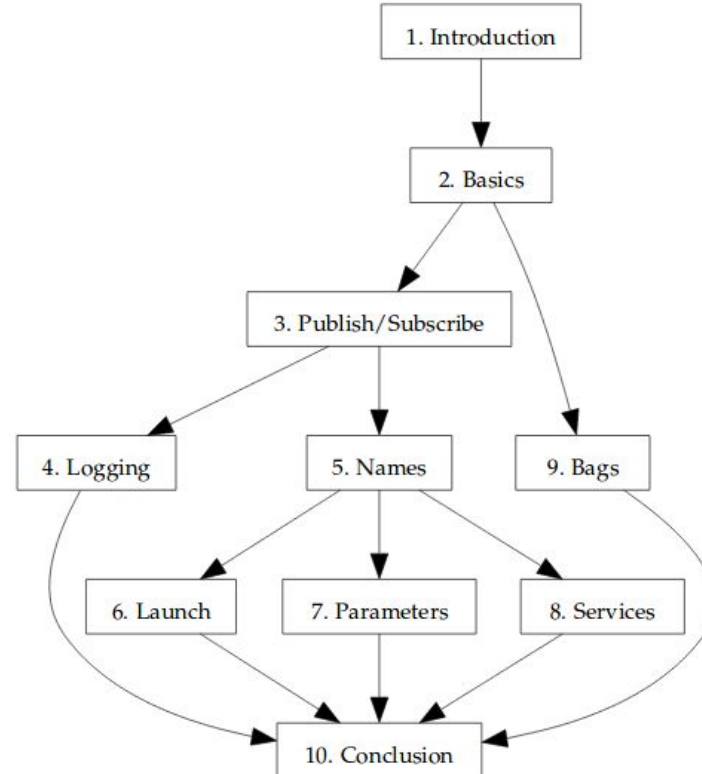 1. Introduction
2. Basics
3. Publish/Subscribe
4. Logging
5. Names
9. Bags
6. Launch
7. Parameters
8. Services
10. Conclusion